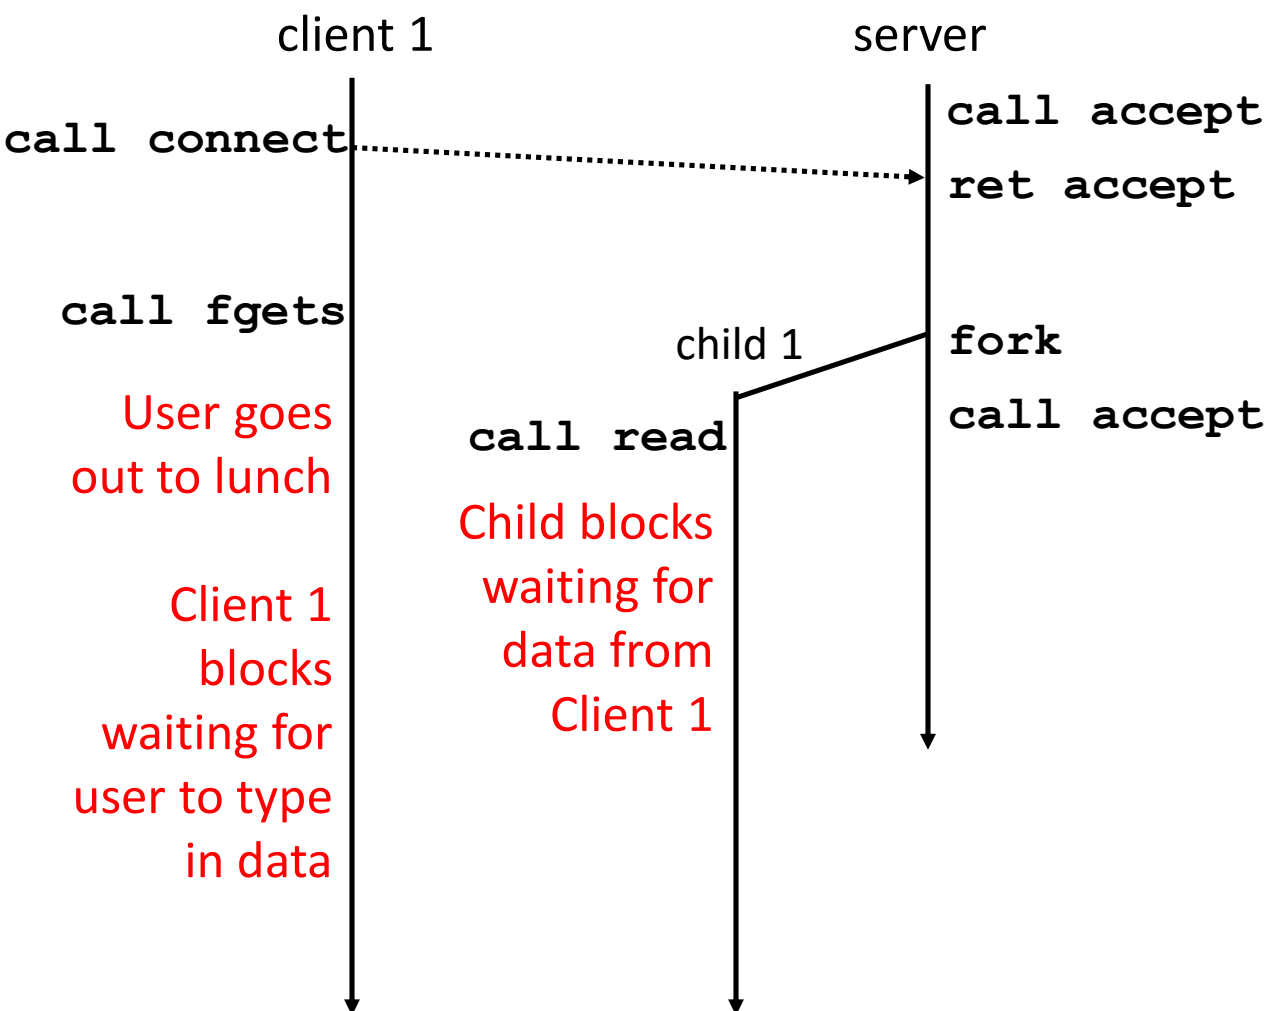 client 1
server
call connect
call accept
ret accept
call fgets
child 1
fork
call accept
call read
User goes
out to lunch
Client 1
blocks
waiting for
user to type
in data
Child blocks
waiting for
data from
Client 1